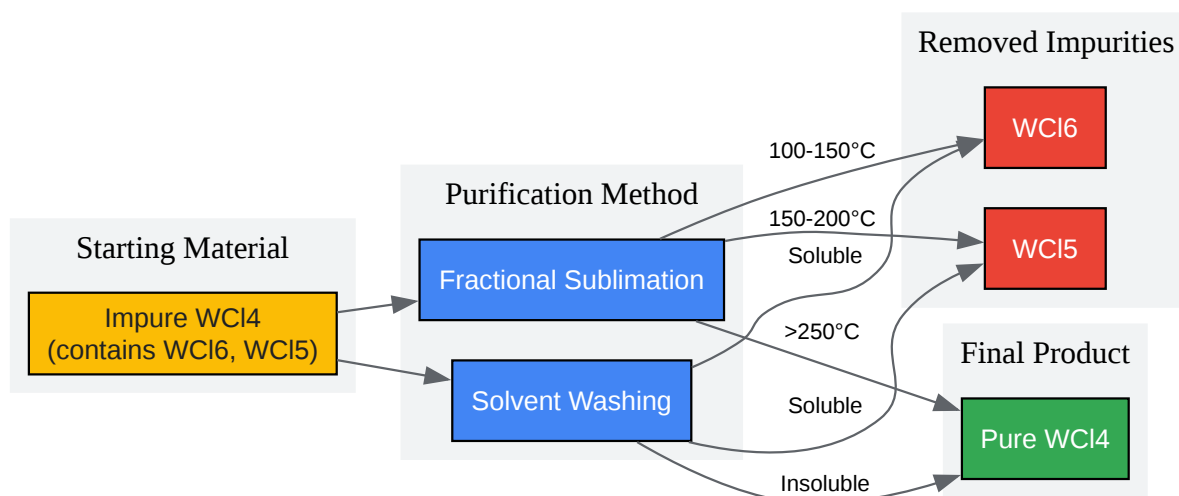 Removed Impurities
WCl6
100-150°C
Purification Method
150-200°C
Starting Material
WCl5
Soluble
Fractional Sublimation
Impure WCl4
(contains WCl6, WCl5)
>250°C
Final Product
Solvent Washing
Soluble
Pure WCl4
Insoluble